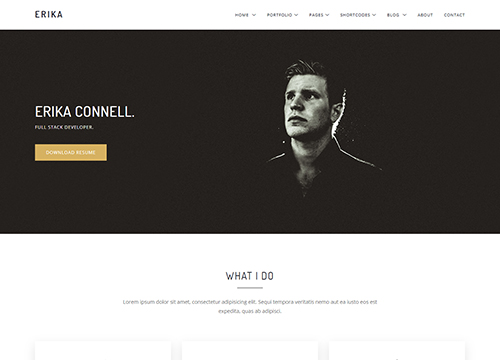 ERIKA
HOME PORTFOLIO PAGES SHORTCODES BLOG ABOUT CONTACT
ERIKA CONNELL.
FULL STACK DEVELOPER.
DOWNLOAD RESUME
WHAT I DO
Lorem ipsum dolor sit amet, consectetur adipisicing elit. Sequi tempora veritatis nemo aut ea iusto eos est
expedita, quas ab adipisci.